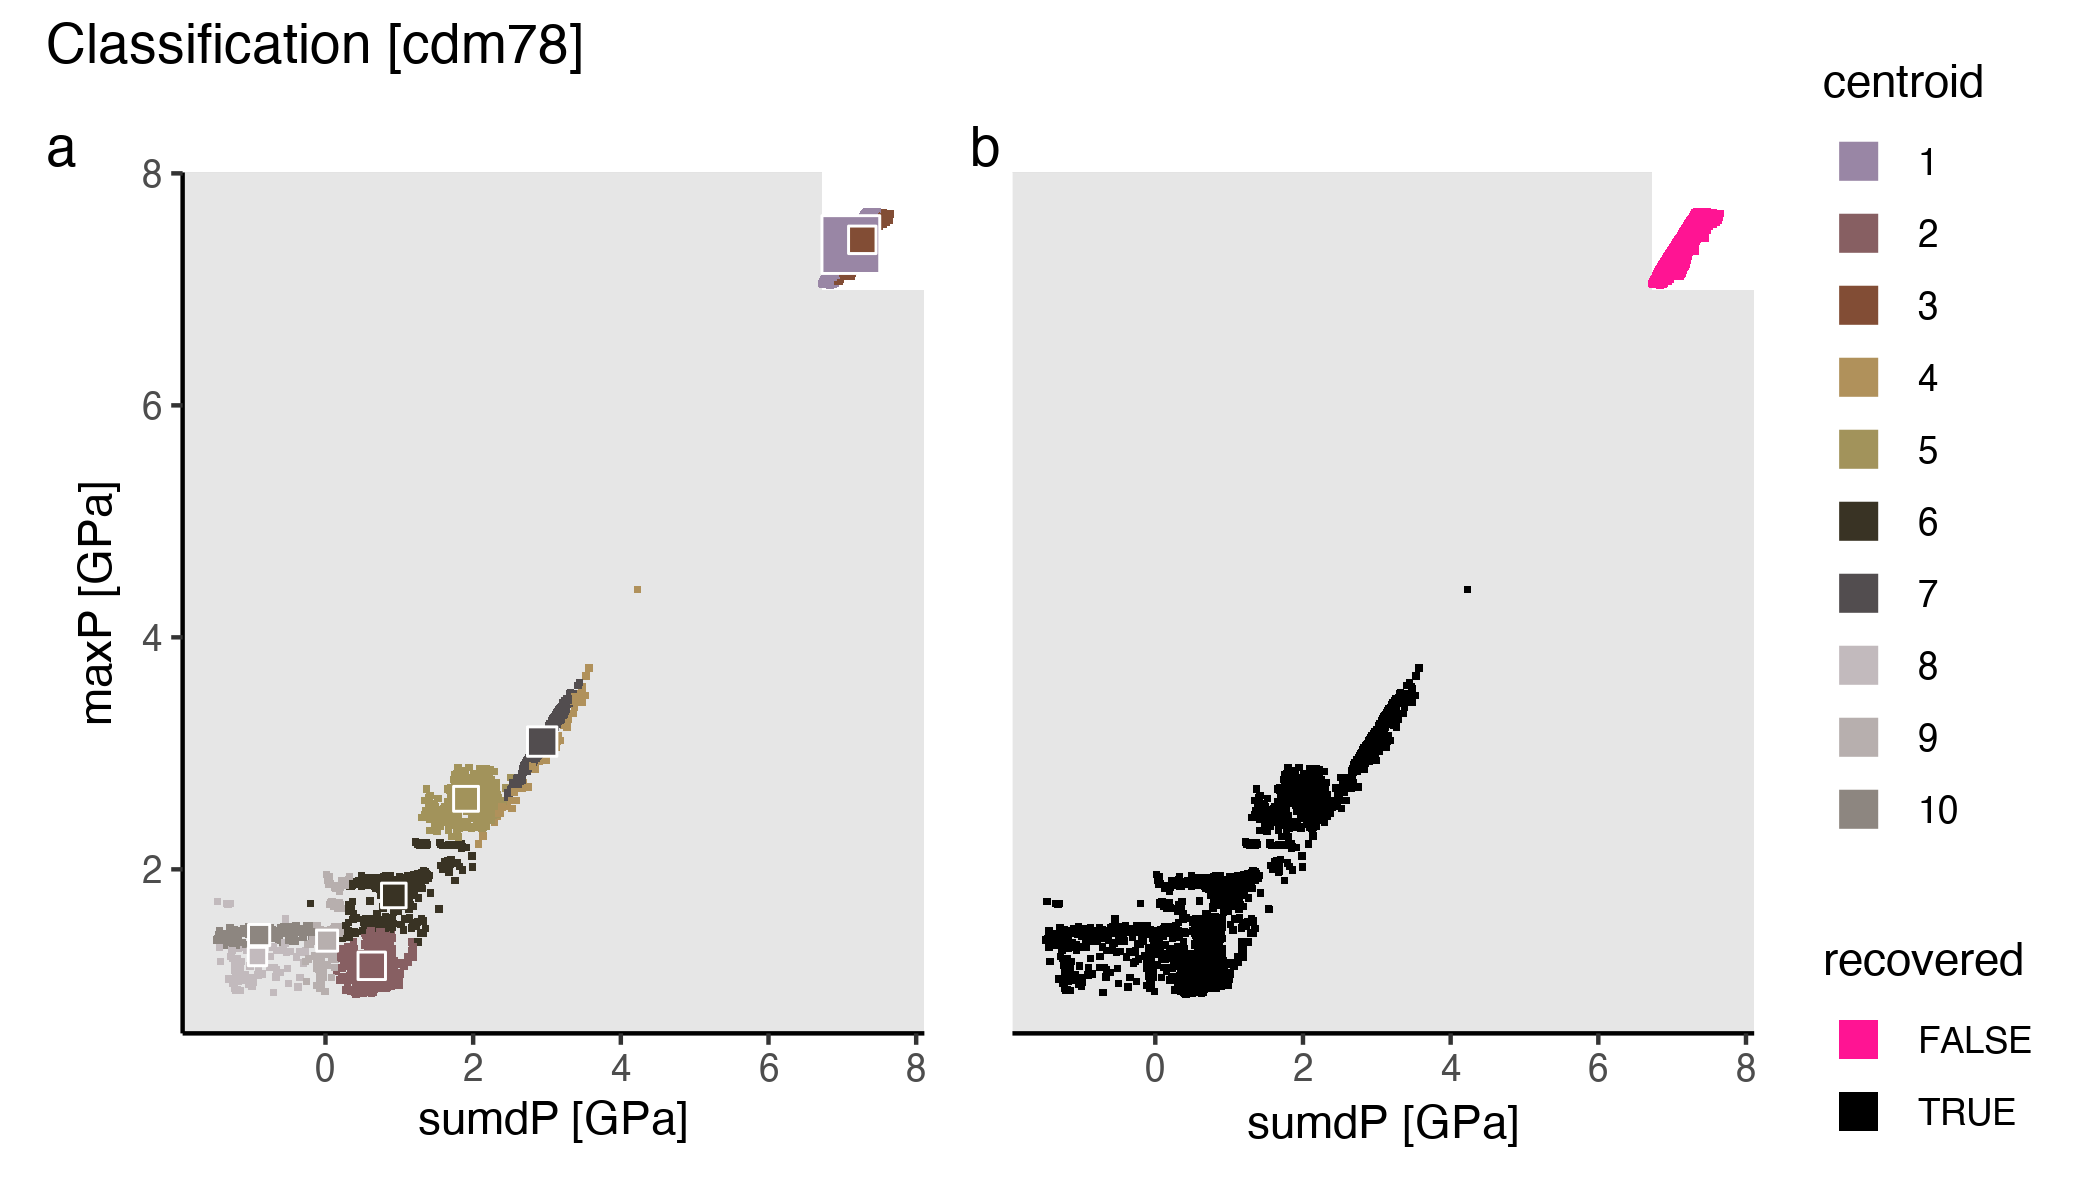 Classification [cdm78]
a
8
6
4
2
maxP [GPa]
0 2 4 6 8
sumdP [GPa]
b
0 2 4 6 8
sumdP [GPa]
centroid
1
2
3
4
5
6
7
8
9
10
recovered
FALSE
TRUE